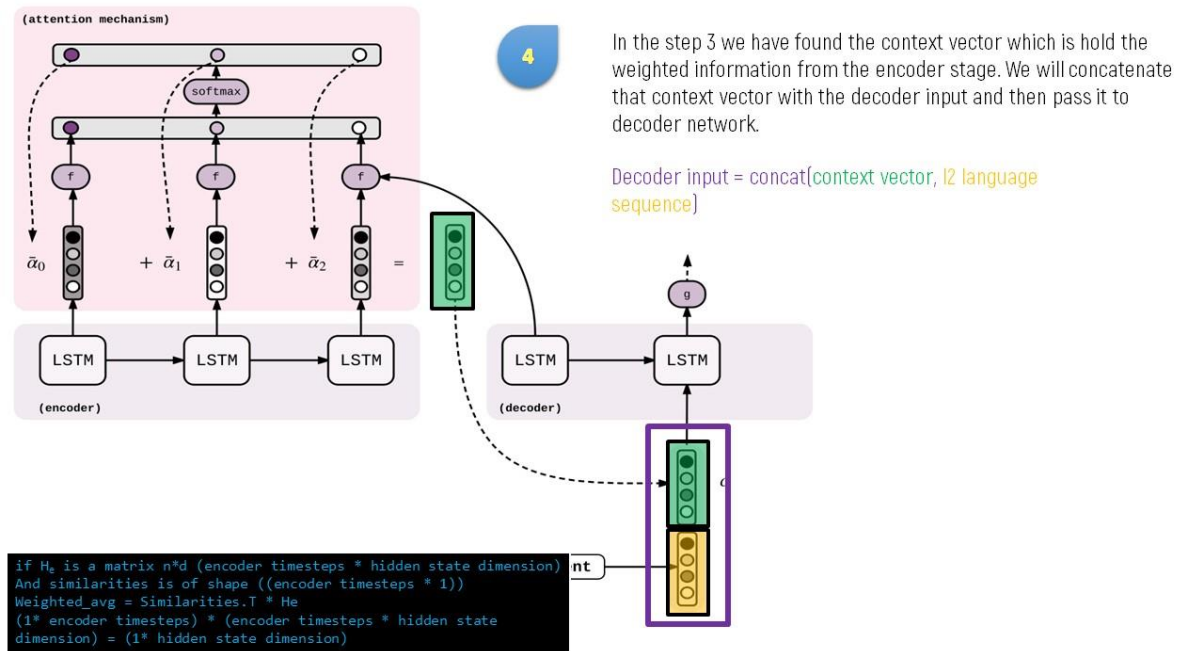 (attention mechanism)
softmax
f
f
f
ᾱ₀
+ ᾱ₁
+ ᾱ₂
=
LSTM
LSTM
LSTM
(encoder)
4
In the step 3 we have found the context vector which is hold the
weighted information from the encoder stage. We will concatenate
that context vector with the decoder input and then pass it to
decoder network.
Decoder input = concat(context vector, l2 language
sequence)
g
LSTM
LSTM
(decoder)
nt
if Hₑ is a matrix n*d (encoder timesteps * hidden state dimension)
And similarities is of shape ((encoder timesteps * 1))
Weighted_avg = Similarities.T * He
(1* encoder timesteps) * (encoder timesteps * hidden state
dimension) = (1* hidden state dimension)